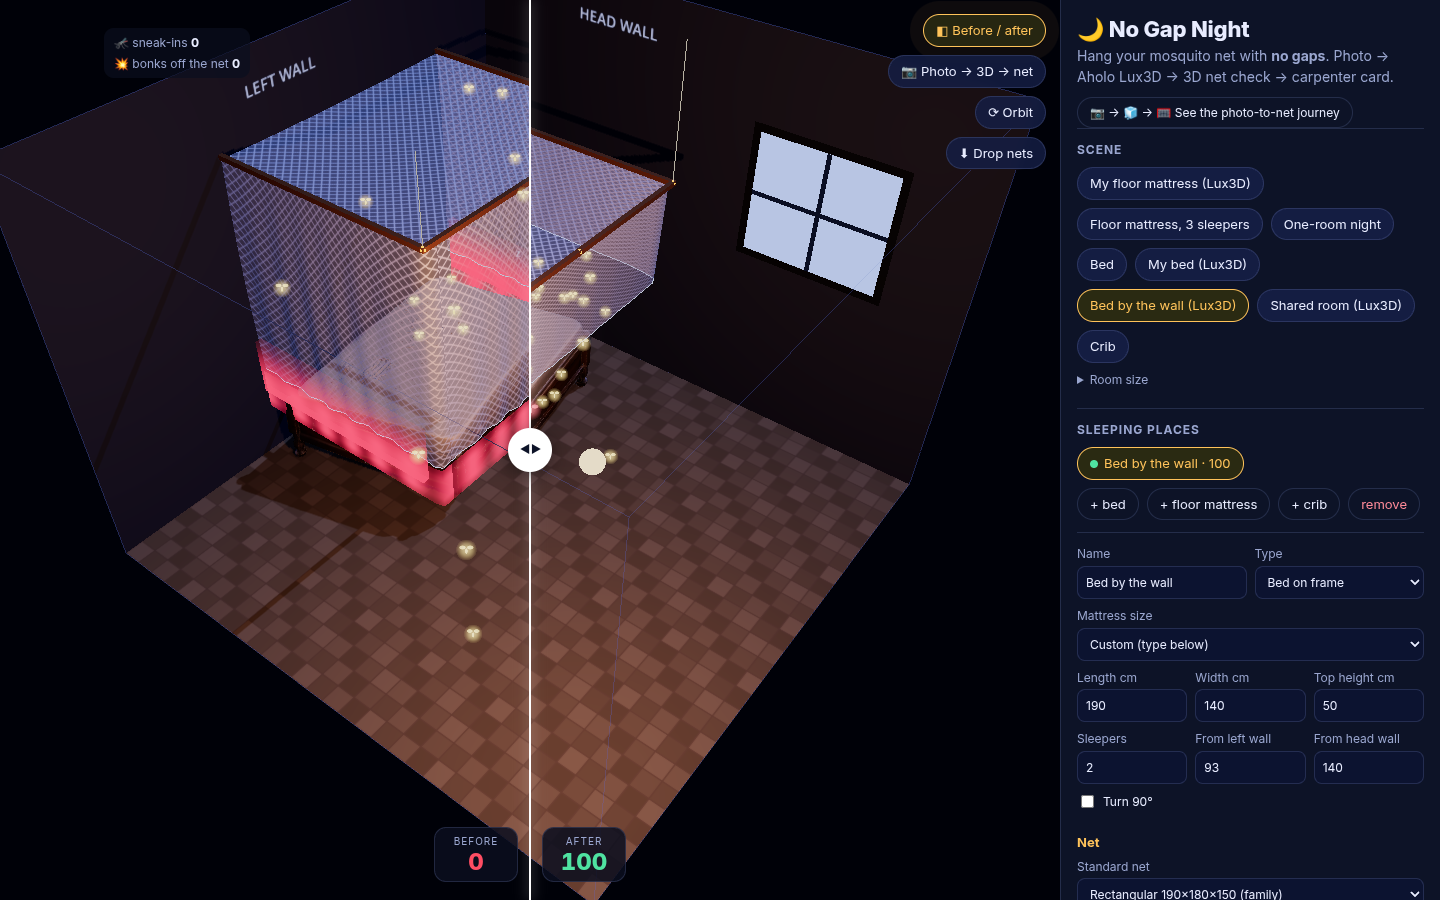 🦟 sneak-ins 0
💥 bonks off the net 0
LEFT WALL
HEAD WALL
◧ Before / after
📷 Photo → 3D → net
⟳ Orbit
⬇ Drop nets
BEFORE
0
AFTER
100
🌙 No Gap Night
Hang your mosquito net with no gaps. Photo →
Aholo Lux3D → 3D net check → carpenter card.
📷 → 🧊 → 🥅 See the photo-to-net journey
SCENE
My floor mattress (Lux3D)
Floor mattress, 3 sleepers
One-room night
Bed
My bed (Lux3D)
Bed by the wall (Lux3D)
Shared room (Lux3D)
Crib
▶ Room size
SLEEPING PLACES
Bed by the wall · 100
+ bed
+ floor mattress
+ crib
remove
Name
Type
Bed by the wall
Bed on frame
Mattress size
Custom (type below)
Length cm
Width cm
Top height cm
190
140
50
Sleepers
From left wall
From head wall
2
93
140
Turn 90°
Net
Standard net
Rectangular 190×180×150 (family)